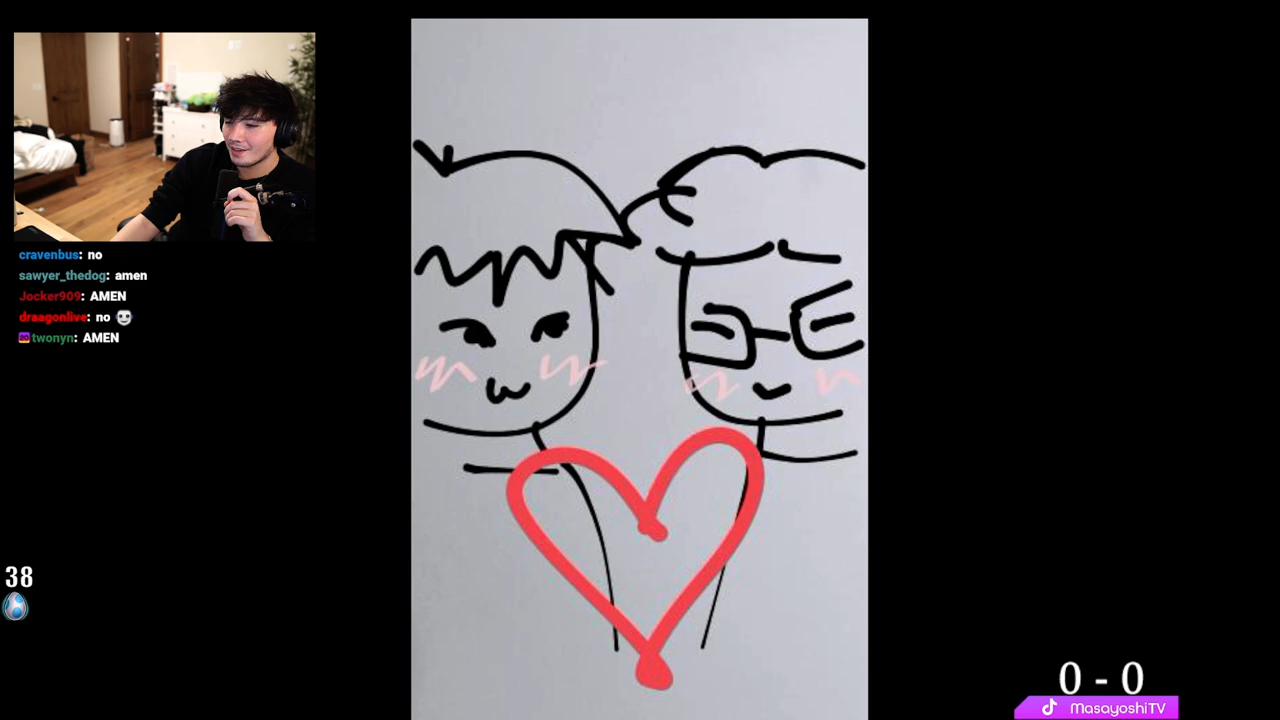 cravenbus: no
sawyer_thedog: amen
Jocker909: AMEN
draagonlive: no
twonyn: AMEN
38
0 - 0
MasayoshiTV